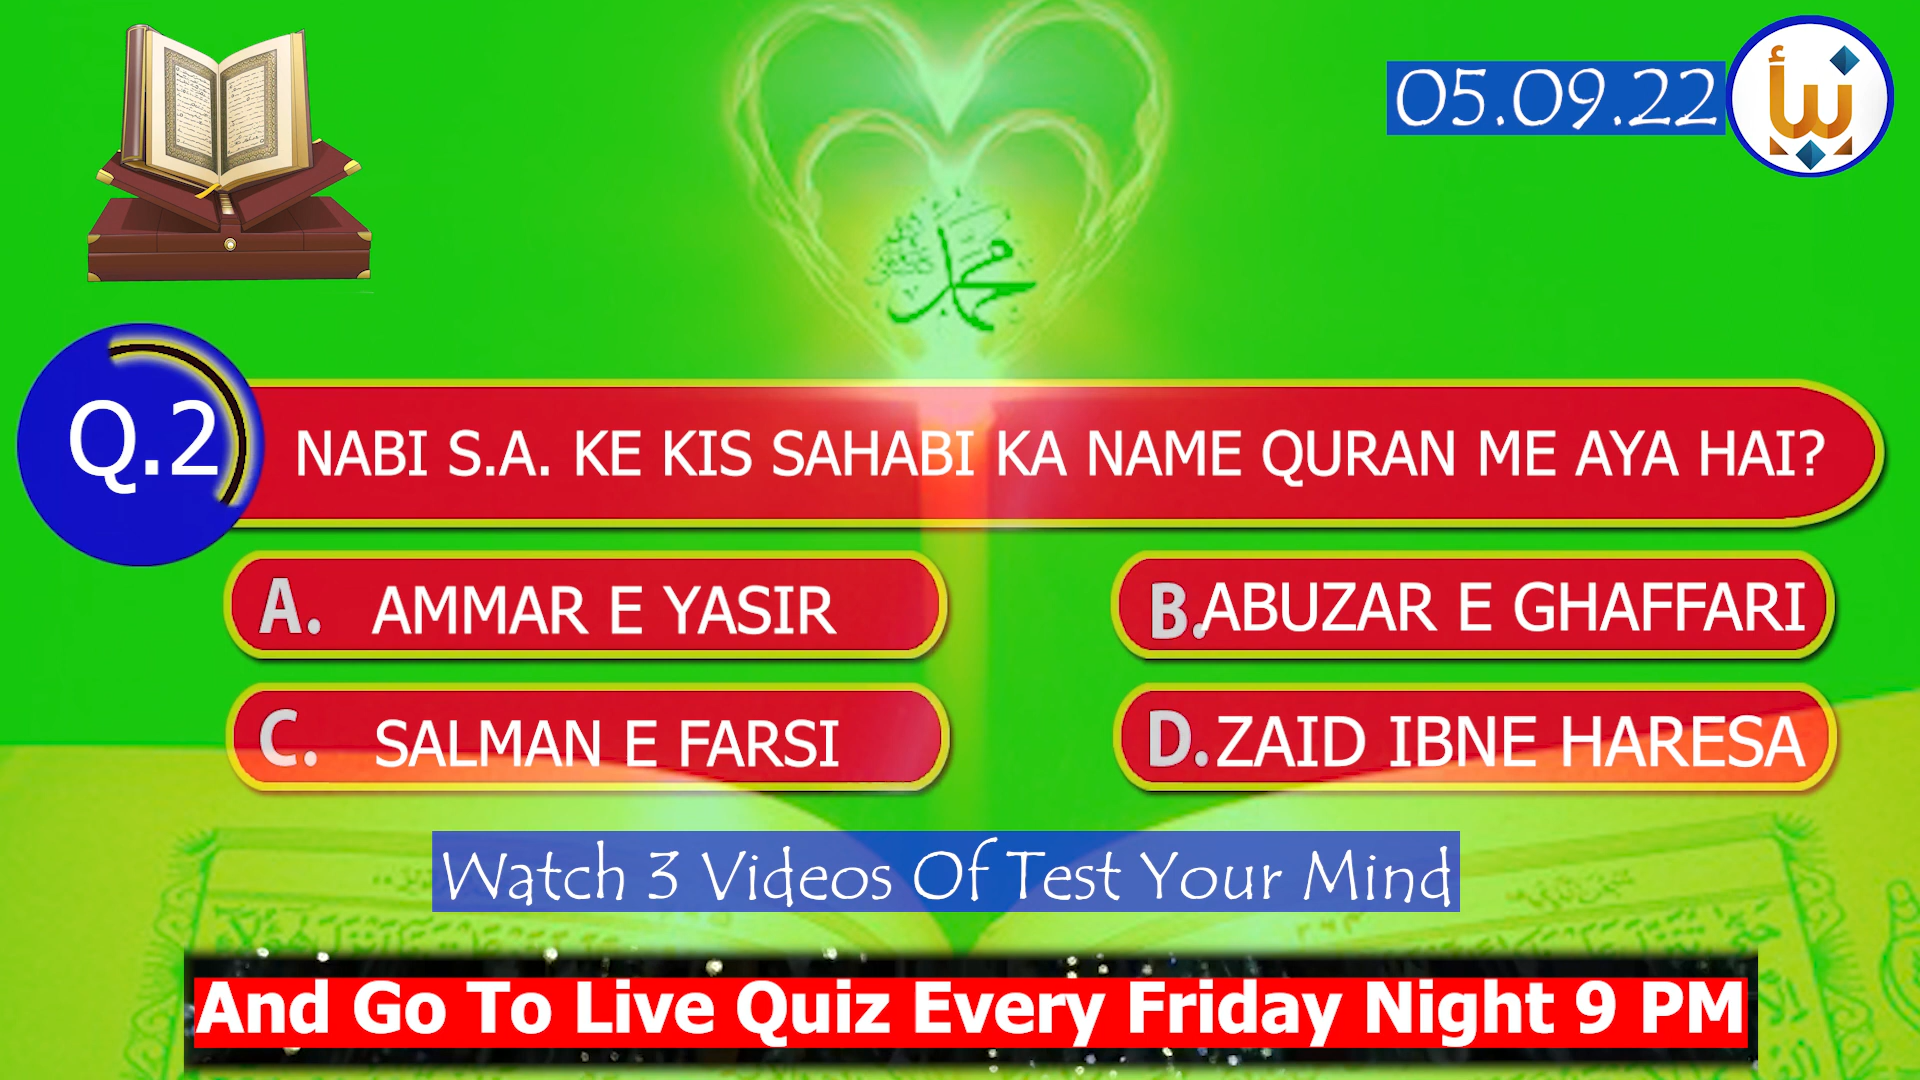 05.09.22
نبأ
محمد
Q.2
NABI S.A. KE KIS SAHABI KA NAME QURAN ME AYA HAI?
A. AMMAR E YASIR
B. ABUZAR E GHAFFARI
C. SALMAN E FARSI
D. ZAID IBNE HARESA
Watch 3 Videos Of Test Your Mind
And Go To Live Quiz Every Friday Night 9 PM